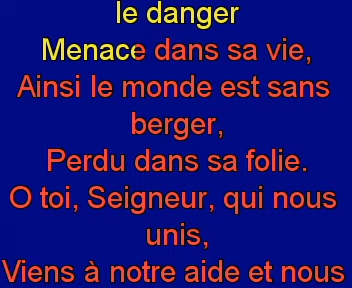 le danger
Menace dans sa vie,
Ainsi le monde est sans
berger,
Perdu dans sa folie.
O toi, Seigneur, qui nous
unis,
Viens à notre aide et nous